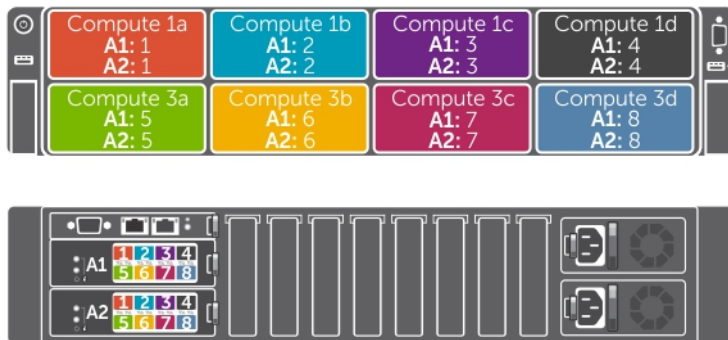 Compute 1a
A1: 1
A2: 1
Compute 1b
A1: 2
A2: 2
Compute 1c
A1: 3
A2: 3
Compute 1d
A1: 4
A2: 4
Compute 3a
A1: 5
A2: 5
Compute 3b
A1: 6
A2: 6
Compute 3c
A1: 7
A2: 7
Compute 3d
A1: 8
A2: 8
A1
1 2 3 4
5 6 7 8
A2
1 2 3 4
5 6 7 8